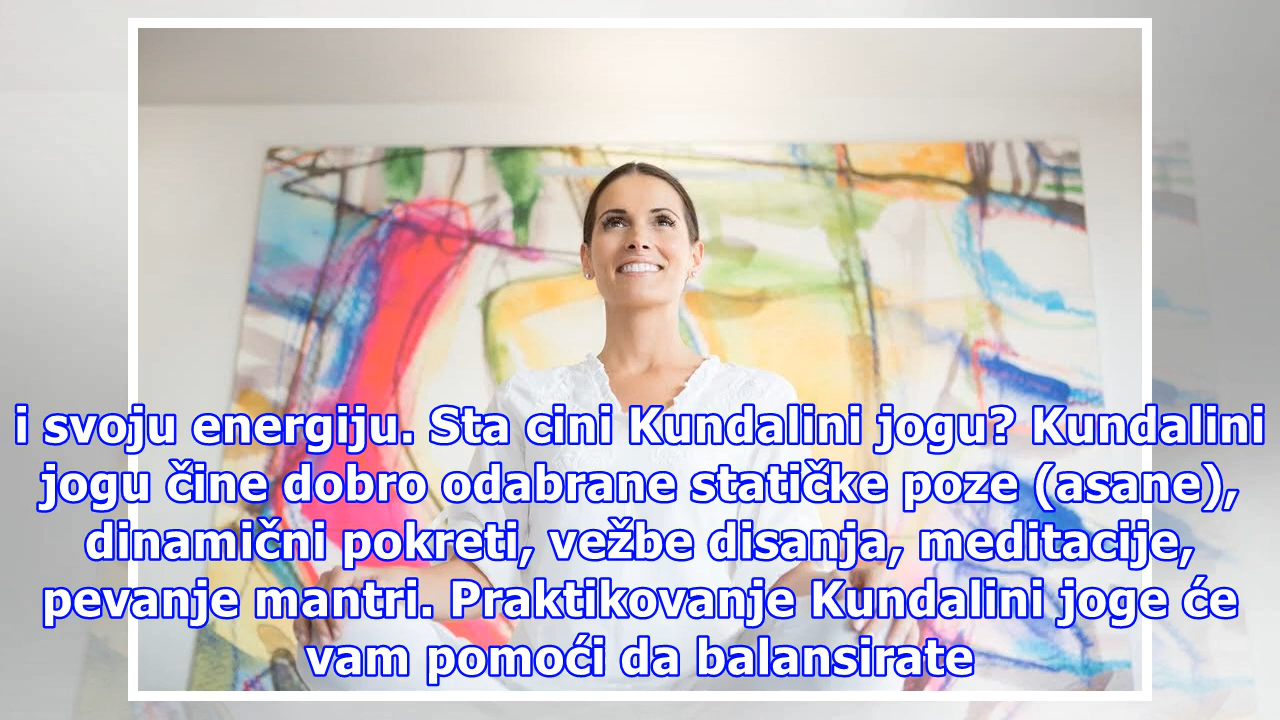 i svoju energiju. Sta cini Kundalini jogu? Kundalini
jogu čine dobro odabrane statičke poze (asane),
dinamični pokreti, vežbe disanja, meditacije,
pevanje mantri. Praktikovanje Kundalini joge će
vam pomoći da balansirate